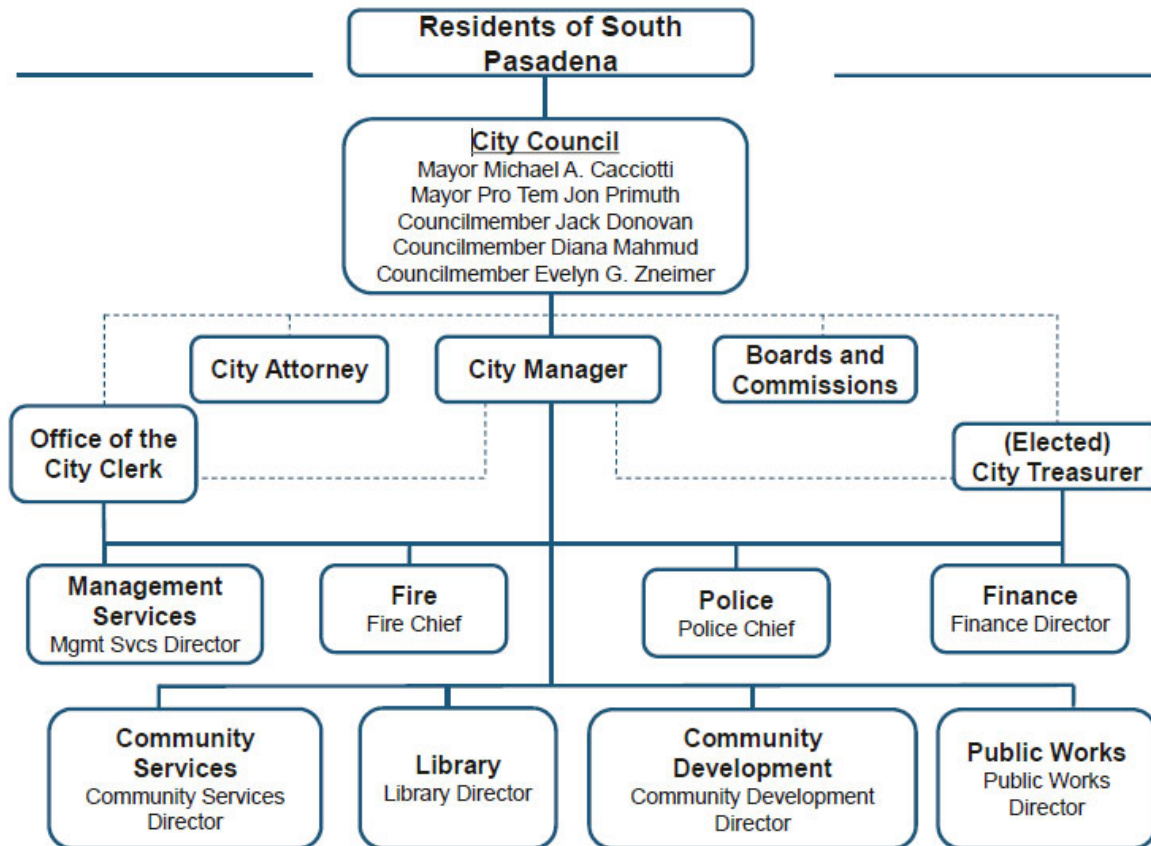 Residents of South
Pasadena
City Council
Mayor Michael A. Cacciotti
Mayor Pro Tem Jon Primuth
Councilmember Jack Donovan
Councilmember Diana Mahmud
Councilmember Evelyn G. Zneimer
City Attorney
City Manager
Boards and
Commissions
Office of the
City Clerk
(Elected)
City Treasurer
Management
Services
Mgmt Svcs Director
Fire
Fire Chief
Police
Police Chief
Finance
Finance Director
Community
Services
Community Services
Director
Library
Library Director
Community
Development
Community Development
Director
Public Works
Public Works
Director